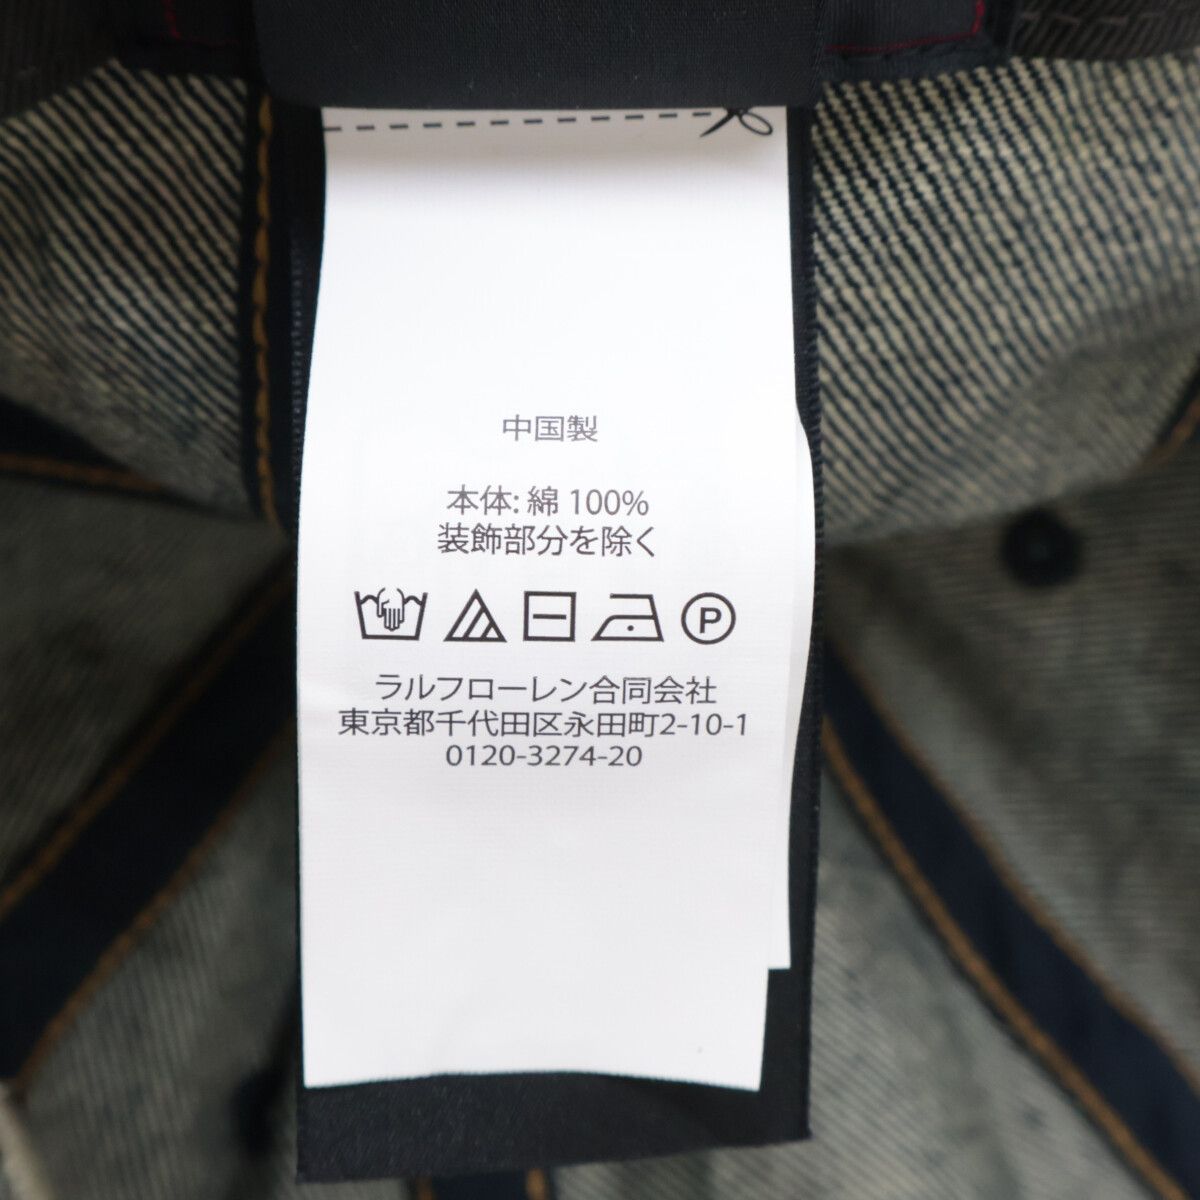 中国製
本体: 綿 100%
装飾部分を除く
P
ラルフローレン合同会社
東京都千代田区永田町2-10-1
0120-3274-20